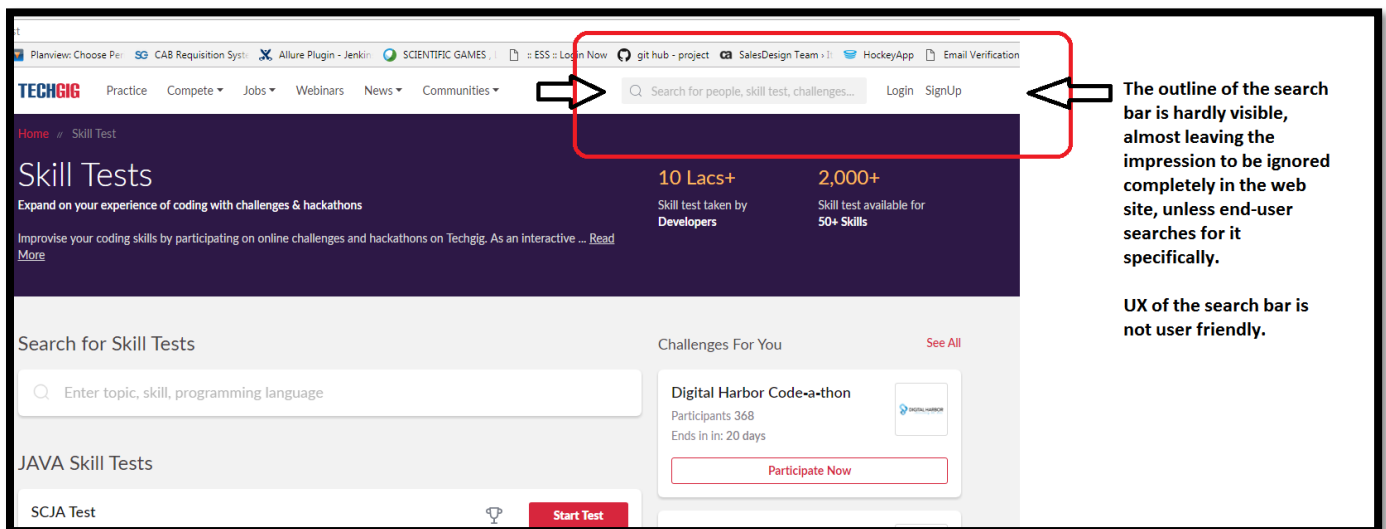 st
Planview: Choose Per SG CAB Requisition Syste Allure Plugin - Jenkin SCIENTIFIC GAMES , I :: ESS :: Login Now git hub - project ca SalesDesign Team › It HockeyApp Email Verification
TECHGIG Practice Compete Jobs Webinars News Communities Search for people, skill test, challenges... Login SignUp
Home // Skill Test
Skill Tests
Expand on your experience of coding with challenges & hackathons
Improvise your coding skills by participating on online challenges and hackathons on Techgig. As an interactive ... Read
More
10 Lacs+
Skill test taken by
Developers
2,000+
Skill test available for
50+ Skills
The outline of the search
bar is hardly visible,
almost leaving the
impression to be ignored
completely in the web
site, unless end-user
searches for it
specifically.
UX of the search bar is
not user friendly.
Search for Skill Tests
Enter topic, skill, programming language
JAVA Skill Tests
SCJA Test Start Test
Challenges For You See All
Digital Harbor Code-a-thon
Participants 368
Ends in in: 20 days
DIGITAL HARBOR
Participate Now